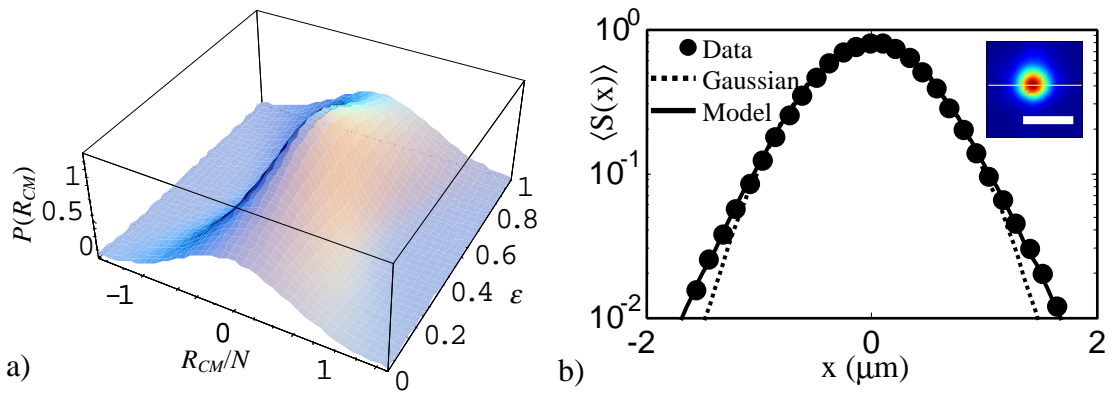 P(R_CM)
1
0.5
0
-1
0
1
R_CM/N
0
0.2
0.4
0.6
0.8
1
ε
a)
10^0
10^-1
10^-2
⟨S(x)⟩
Data
Gaussian
Model
-2
0
2
x (μm)
b)